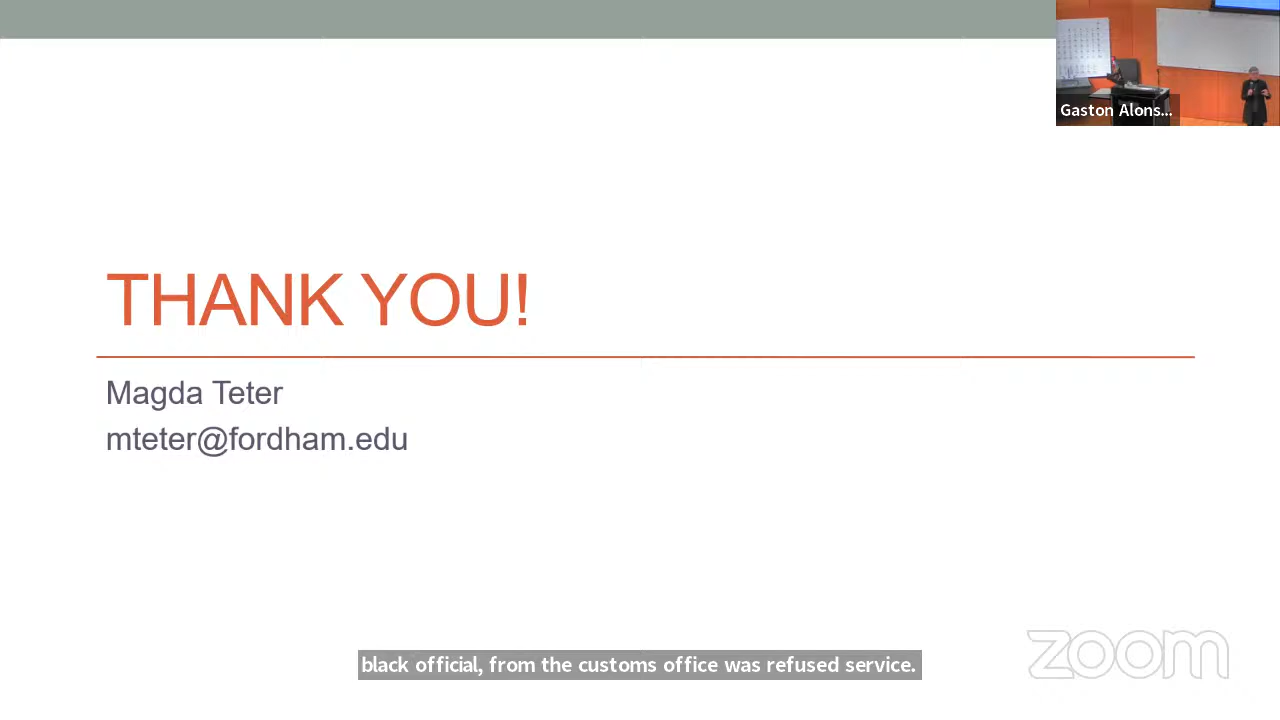 Gaston Alons...
THANK YOU!
Magda Teter
mteter@fordham.edu
black official, from the customs office was refused service.
zoom